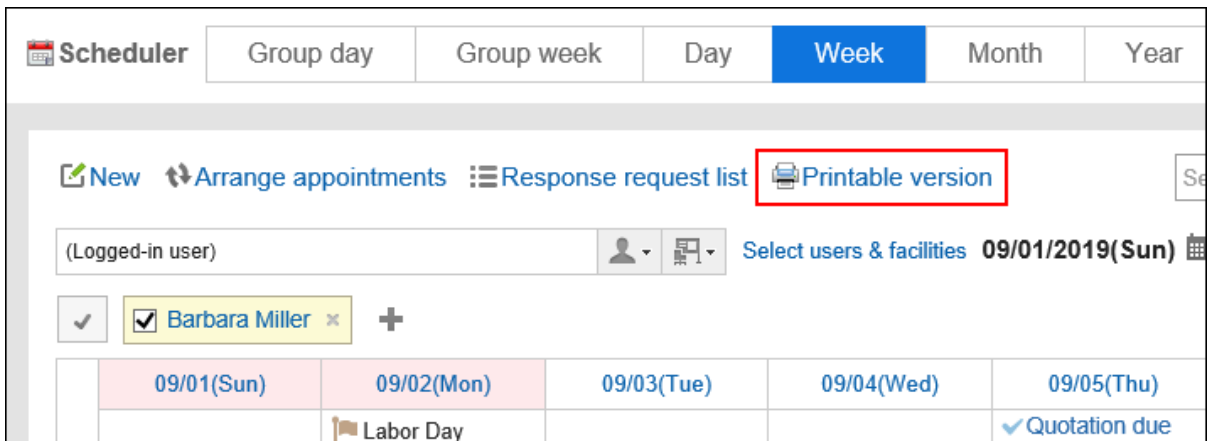 Scheduler Group day Group week Day Week Month Year
New Arrange appointments Response request list Printable version Se
(Logged-in user) Select users & facilities 09/01/2019(Sun)
Barbara Miller
09/01(Sun) 09/02(Mon) 09/03(Tue) 09/04(Wed) 09/05(Thu)
Labor Day Quotation due